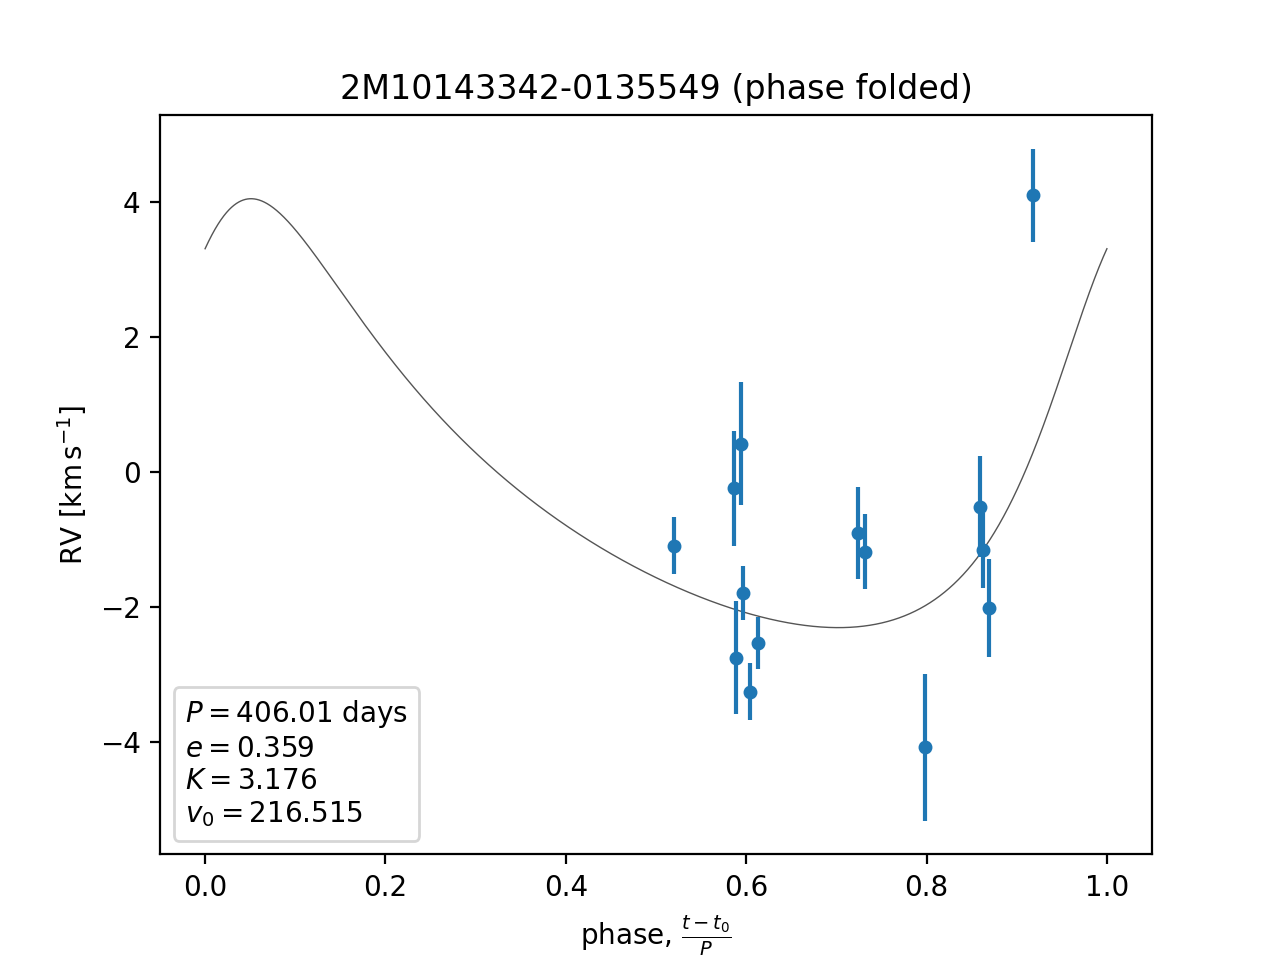 2M10143342-0135549 (phase folded)
RV [km s⁻¹]
4
2
0
−2
−4
P = 406.01 days
e = 0.359
K = 3.176
v₀ = 216.515
0.0 0.2 0.4 0.6 0.8 1.0
phase, (t − t₀)/P